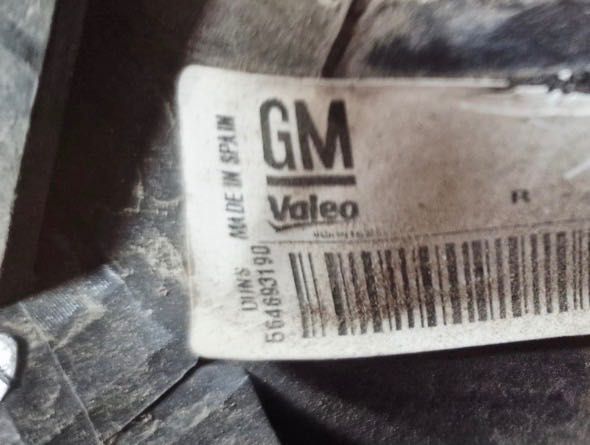 MADE IN SPAIN
DUNS
564693190
GM
Valeo
R